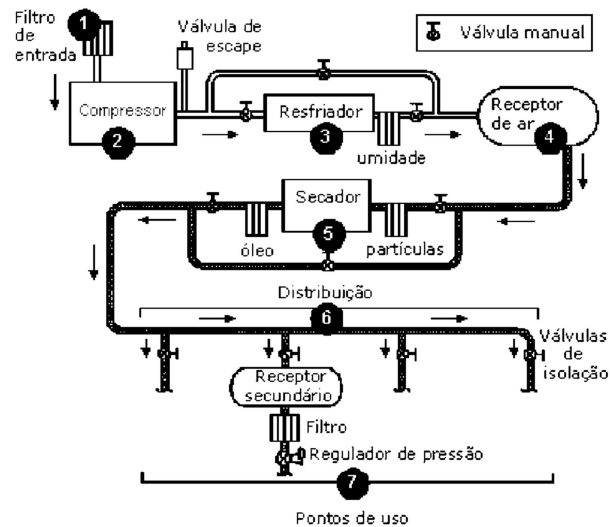 Filtro
de
entrada
1
Válvula de
escape
Válvula manual
Compressor
2
Resfriador
3
umidade
Receptor
de ar
4
Secador
5
óleo
partículas
Distribuição
6
Válvulas
de
isolação
Receptor
secundário
Filtro
Regulador de pressão
7
Pontos de uso